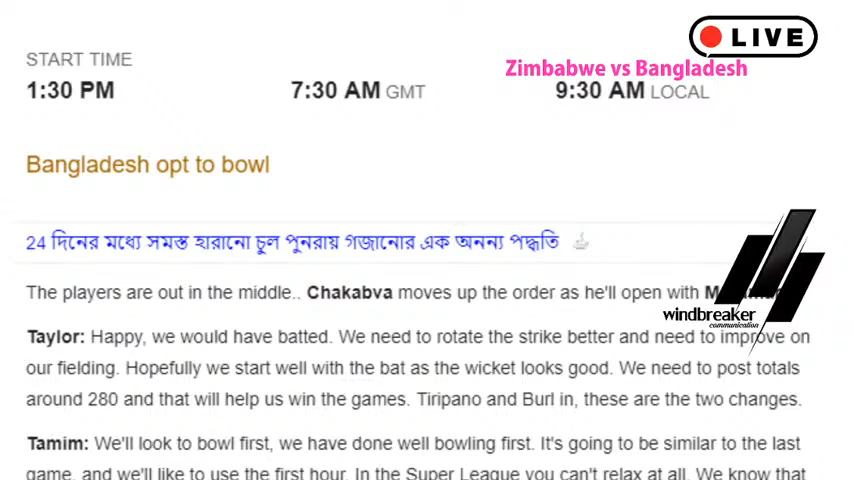 LIVE
START TIME
Zimbabwe vs Bangladesh
1:30 PM 7:30 AM GMT 9:30 AM LOCAL
Bangladesh opt to bowl
24 দিনের মধ্যে সমস্ত হারানো চুল পুনরায় গজানোর এক অনন্য পদ্ধতি
The players are out in the middle.. Chakabva moves up the order as he'll open with
windbreaker
communication
Taylor: Happy, we would have batted. We need to rotate the strike better and need to improve on
our fielding. Hopefully we start well with the bat as the wicket looks good. We need to post totals
around 280 and that will help us win the games. Tiripano and Burl in, these are the two changes.
Tamim: We'll look to bowl first, we have done well bowling first. It's going to be similar to the last
game, and we'll like to use the first hour. In the Super League you can't relax at all. We know that